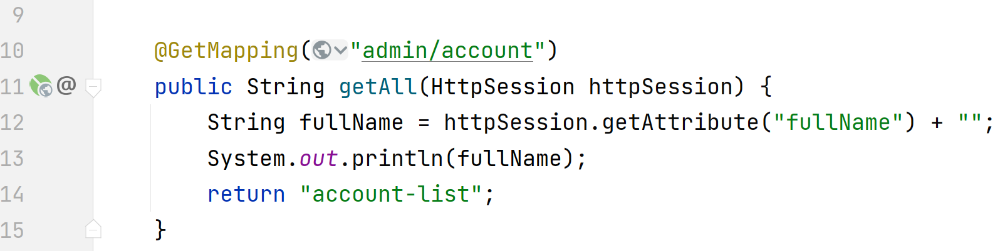 9
10 @GetMapping("admin/account")
11 @ public String getAll(HttpSession httpSession) {
12 String fullName = httpSession.getAttribute("fullName") + "";
13 System.out.println(fullName);
14 return "account-list";
15 }